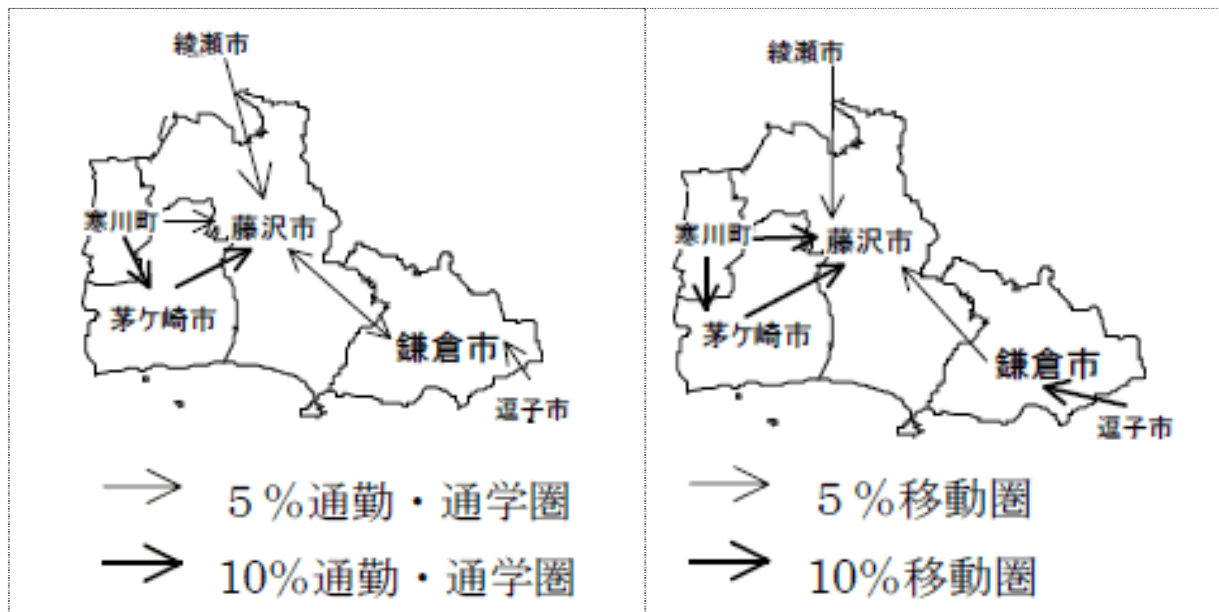 綾瀬市
寒川町
藤沢市
茅ケ崎市
鎌倉市
逗子市
5%通勤・通学圏
10%通勤・通学圏
綾瀬市
寒川町
藤沢市
茅ケ崎市
鎌倉市
逗子市
5%移動圏
10%移動圏